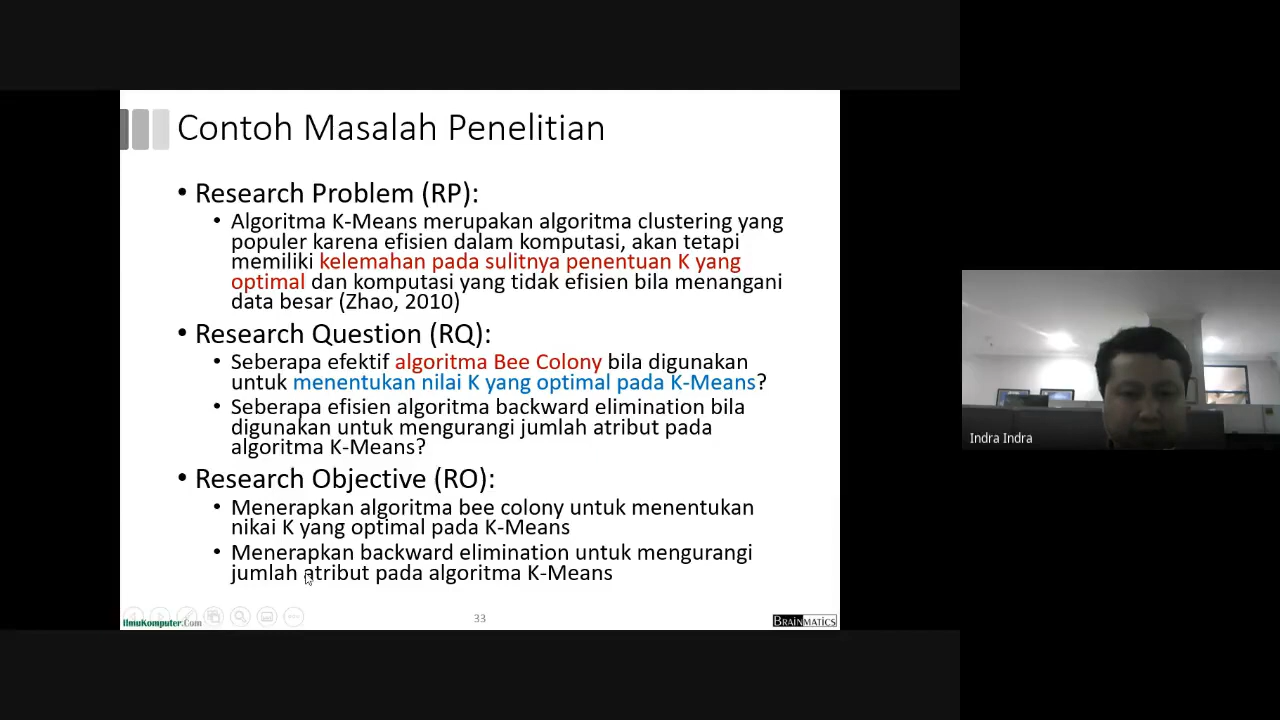 Contoh Masalah Penelitian
• Research Problem (RP):
• Algoritma K-Means merupakan algoritma clustering yang
populer karena efisien dalam komputasi, akan tetapi
memiliki kelemahan pada sulitnya penentuan K yang
optimal dan komputasi yang tidak efisien bila menangani
data besar (Zhao, 2010)
• Research Question (RQ):
• Seberapa efektif algoritma Bee Colony bila digunakan
untuk menentukan nilai K yang optimal pada K-Means?
• Seberapa efisien algoritma backward elimination bila
digunakan untuk mengurangi jumlah atribut pada
algoritma K-Means?
• Research Objective (RO):
• Menerapkan algoritma bee colony untuk menentukan
nikai K yang optimal pada K-Means
• Menerapkan backward elimination untuk mengurangi
jumlah atribut pada algoritma K-Means
IlmuKomputer.Com
33
BRAINMATICS
Indra Indra